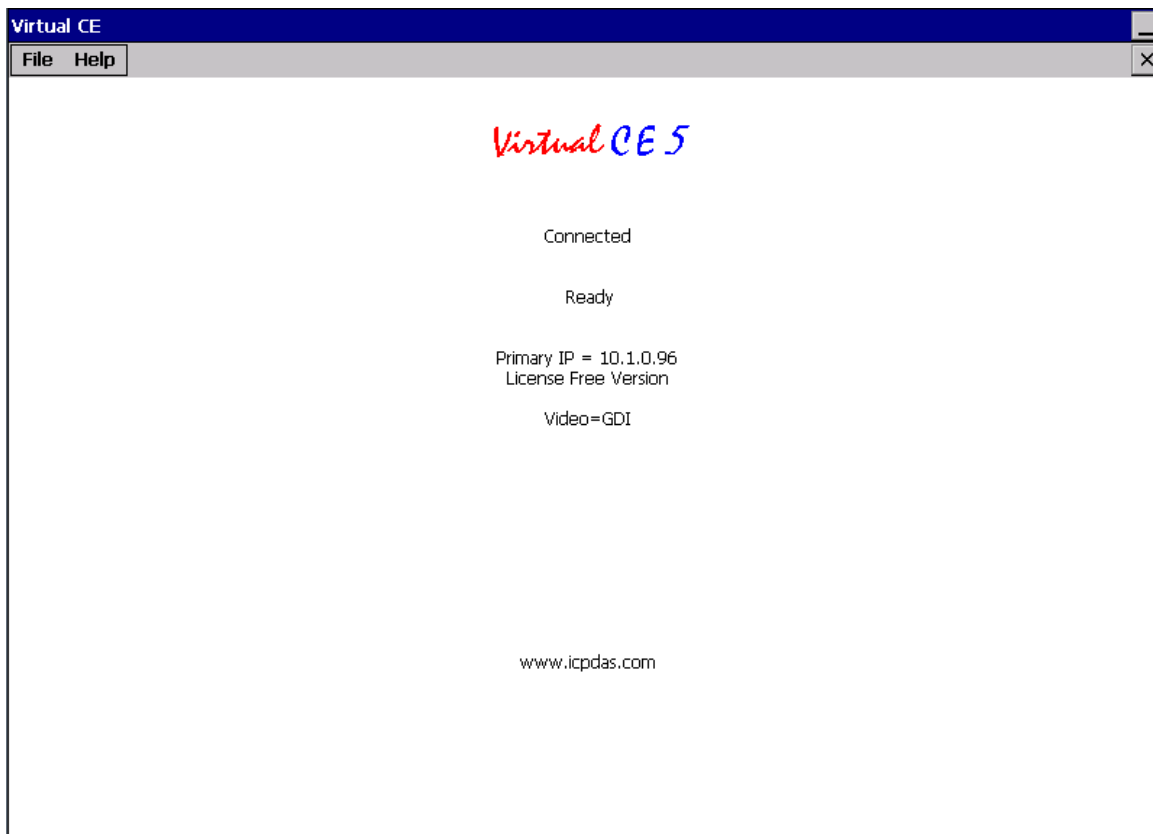 Virtual CE
File Help
Virtual CE 5
Connected
Ready
Primary IP = 10.1.0.96
License Free Version
Video=GDI
www.icpdas.com